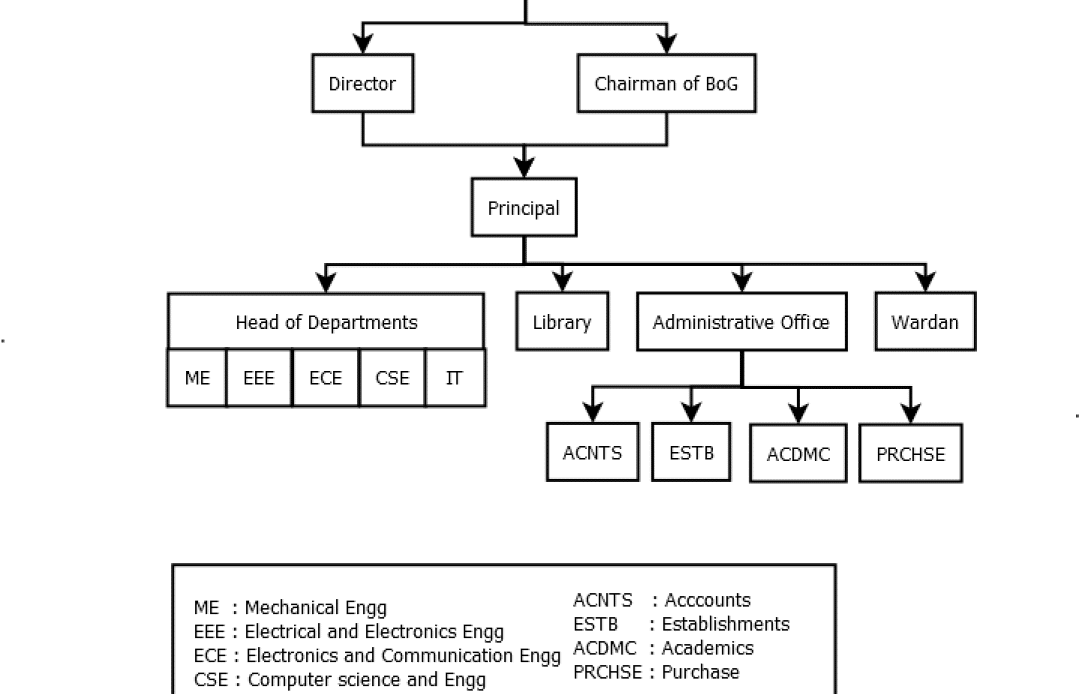 Director
Chairman of BoG
Principal
Head of Departments
Library
Administrative Office
Wardan
ME
EEE
ECE
CSE
IT
ACNTS
ESTB
ACDMC
PRCHSE
ME : Mechanical Engg
EEE : Electrical and Electronics Engg
ECE : Electronics and Communication Engg
CSE : Computer science and Engg
ACNTS : Acccounts
ESTB : Establishments
ACDMC : Academics
PRCHSE : Purchase